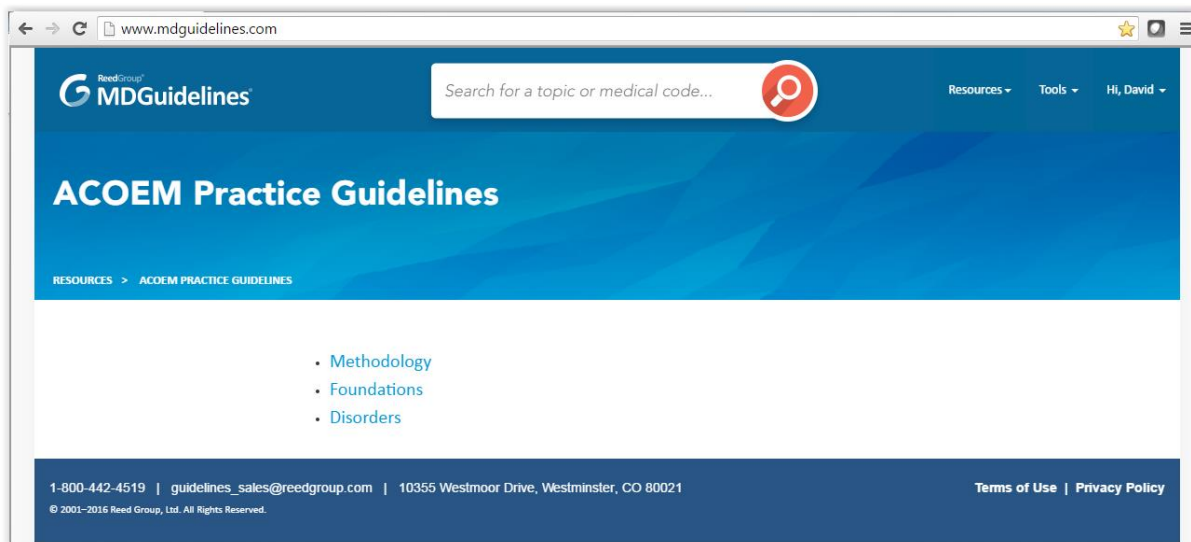 www.mdguidelines.com
ReedGroup®
MDGuidelines®
Search for a topic or medical code...
Resources
Tools
Hi, David
ACOEM Practice Guidelines
RESOURCES > ACOEM PRACTICE GUIDELINES
• Methodology
• Foundations
• Disorders
1-800-442-4519 | guidelines_sales@reedgroup.com | 10355 Westmoor Drive, Westminster, CO 80021
Terms of Use | Privacy Policy
© 2001–2016 Reed Group, Ltd. All Rights Reserved.